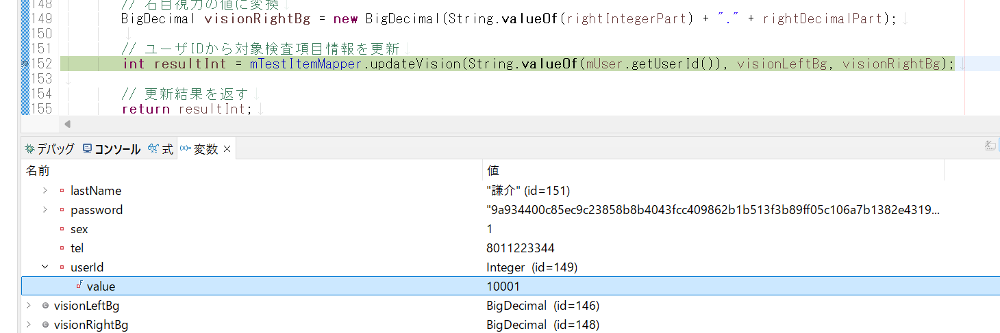 148 // 右目視力の値に変換
149 BigDecimal visionRightBg = new BigDecimal(String.valueOf(rightIntegerPart) + "." + rightDecimalPart);
150
151 // ユーザIDから対象検査項目情報を更新
152 int resultInt = mTestItemMapper.updateVision(String.valueOf(mUser.getUserId()), visionLeftBg, visionRightBg);
153
154 // 更新結果を返す
155 return resultInt;
デバッグ コンソール 式 (x)= 変数
名前 値
lastName "謙介" (id=151)
password "9a934400c85ec9c23858b8b4043fcc409862b1b513f3b89ff05c106a7b1382e4319...
sex 1
tel 8011223344
userId Integer (id=149)
value 10001
visionLeftBg BigDecimal (id=146)
visionRightBg BigDecimal (id=148)